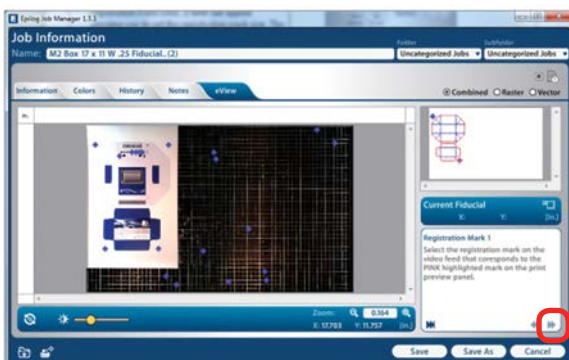 Epilog Job Manager 1.3.3
Job Information
Name: M2 Box 17 x 11 W .25 Fiducial.. (2)
Folder
Subfolder
Uncategorized Jobs
Uncategorized Jobs
Information Colors History Notes eView
Combined Raster Vector
Current Fiducial
X: Y: [in.]
Registration Mark 1
Select the registration mark on the
video feed that coresponds to the
PINK highlighted mark on the print
preview panel.
Zoom: 0.164
X: 17.703 Y: 11.757 [in.]
Save Save As Cancel